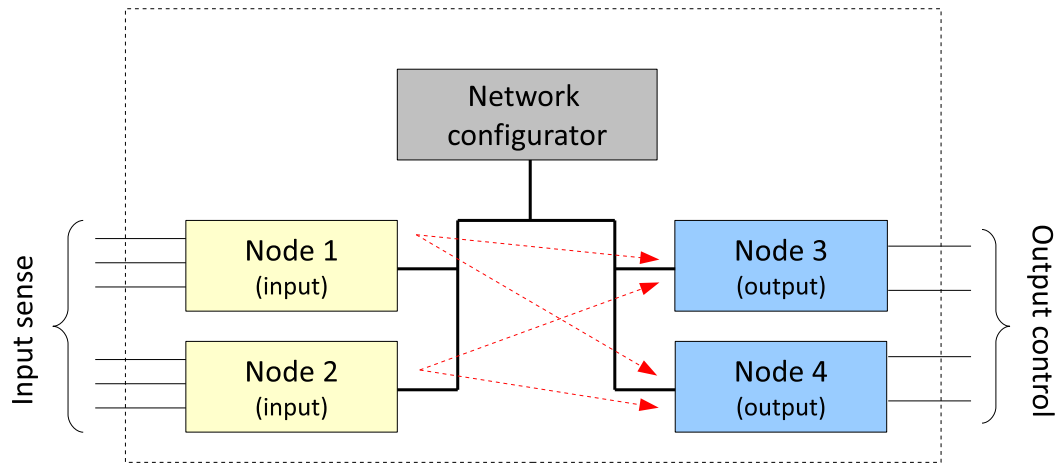 Network
configurator
Input sense
Node 1
(input)
Node 2
(input)
Node 3
(output)
Node 4
(output)
Output control